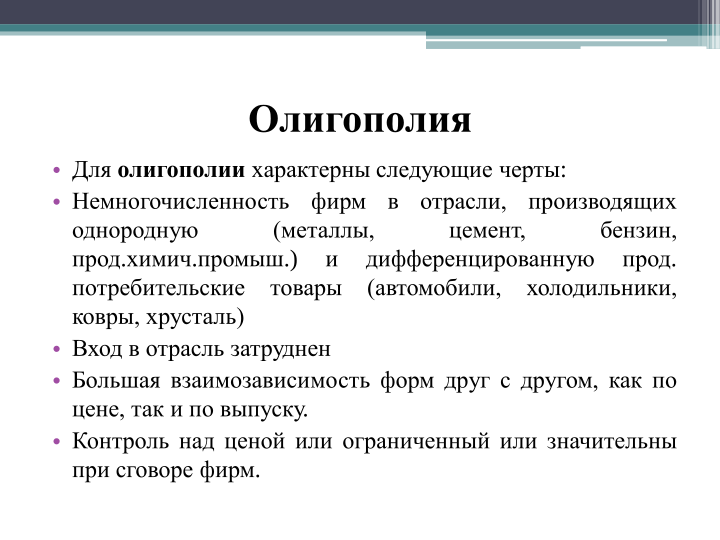 Олигополия
• Для олигополии характерны следующие черты:
• Немногочисленность фирм в отрасли, производящих
однородную (металлы, цемент, бензин,
прод.химич.промыш.) и дифференцированную прод.
потребительские товары (автомобили, холодильники,
ковры, хрусталь)
• Вход в отрасль затруднен
• Большая взаимозависимость форм друг с другом, как по
цене, так и по выпуску.
• Контроль над ценой или ограниченный или значительны
при сговоре фирм.